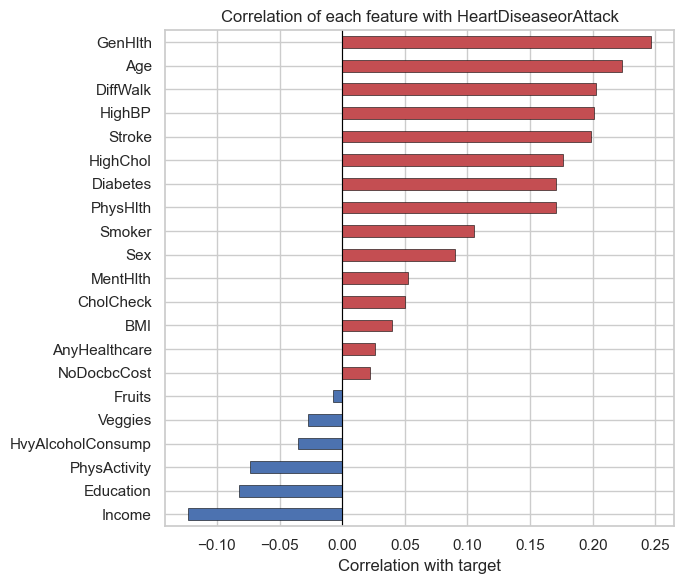 Correlation of each feature with HeartDiseaseorAttack
GenHlth
Age
DiffWalk
HighBP
Stroke
HighChol
Diabetes
PhysHlth
Smoker
Sex
MentHlth
CholCheck
BMI
AnyHealthcare
NoDocbcCost
Fruits
Veggies
HvyAlcoholConsump
PhysActivity
Education
Income
−0.10 −0.05 0.00 0.05 0.10 0.15 0.20 0.25
Correlation with target